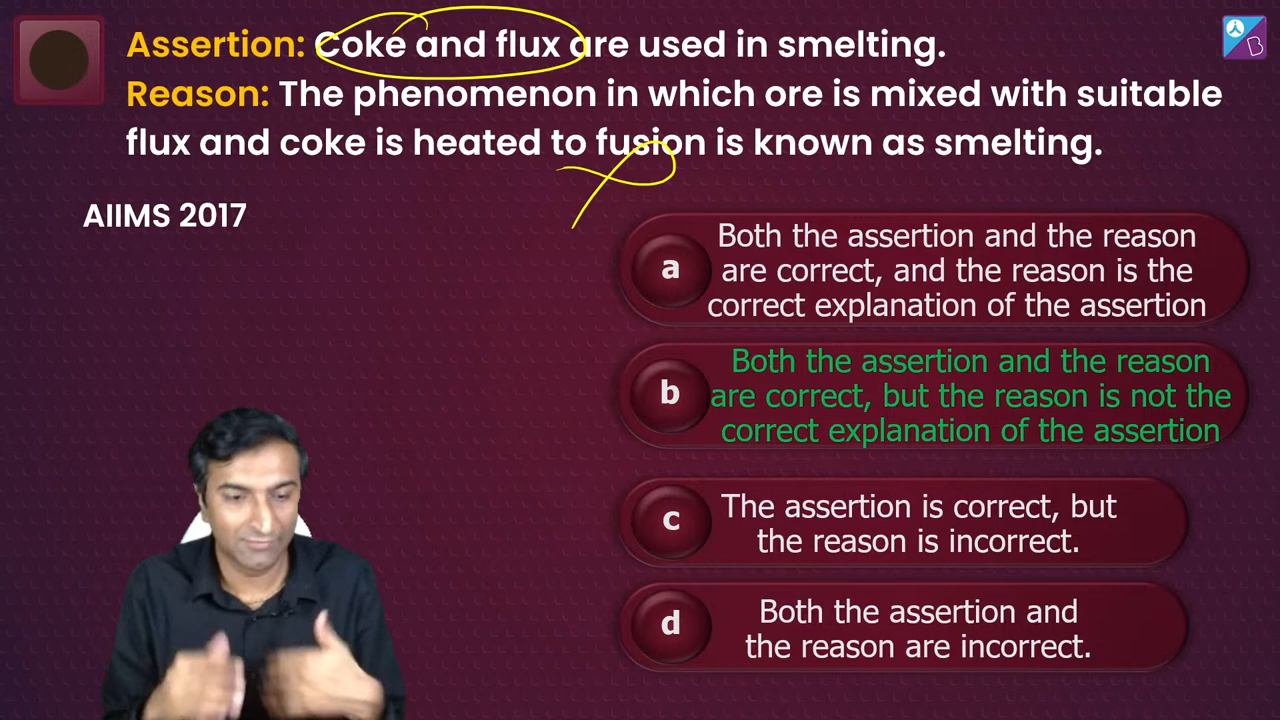 Assertion: Coke and flux are used in smelting.
Reason: The phenomenon in which ore is mixed with suitable
flux and coke is heated to fusion is known as smelting.
AIIMS 2017
a
Both the assertion and the reason
are correct, and the reason is the
correct explanation of the assertion
b
Both the assertion and the reason
are correct, but the reason is not the
correct explanation of the assertion
c
The assertion is correct, but
the reason is incorrect.
d
Both the assertion and
the reason are incorrect.
B